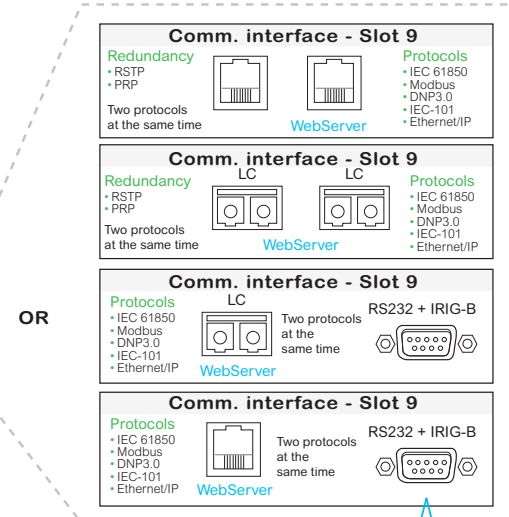 Comm. interface - Slot 9
Redundancy
• RSTP
• PRP
Two protocols
at the same time
WebServer
Protocols
• IEC 61850
• Modbus
• DNP3.0
• IEC-101
• Ethernet/IP
Comm. interface - Slot 9
LC LC
Redundancy
• RSTP
• PRP
Two protocols
at the same time
WebServer
Protocols
• IEC 61850
• Modbus
• DNP3.0
• IEC-101
• Ethernet/IP
OR
Comm. interface - Slot 9
Protocols
• IEC 61850
• Modbus
• DNP3.0
• IEC-101
• Ethernet/IP
LC
WebServer
Two protocols
at the
same time
RS232 + IRIG-B
Comm. interface - Slot 9
Protocols
• IEC 61850
• Modbus
• DNP3.0
• IEC-101
• Ethernet/IP
WebServer
Two protocols
at the
same time
RS232 + IRIG-B